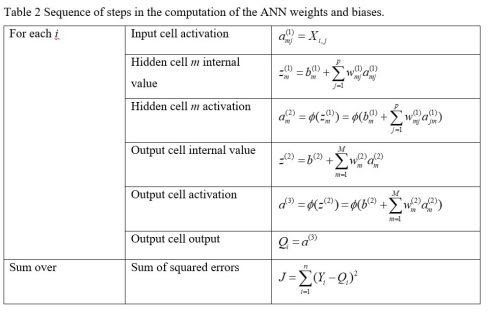 Table 2 Sequence of steps in the computation of the ANN weights and biases.
For each i
Input cell activation
a_{mj}^{(1)} = X_{i,j}
Hidden cell m internal
value
z_m^{(1)} = b_m^{(1)} + \sum_{j=1}^{p} w_{mj}^{(1)} a_{mj}^{(1)}
Hidden cell m activation
a_m^{(2)} = ϕ(z_m^{(1)}) = ϕ(b_m^{(1)} + \sum_{j=1}^{p} w_{mj}^{(1)} a_{jm}^{(1)})
Output cell internal value
z^{(2)} = b^{(2)} + \sum_{m=1}^{M} w_m^{(2)} a_m^{(2)}
Output cell activation
a^{(3)} = ϕ(z^{(2)}) = ϕ(b^{(2)} + \sum_{m=1}^{M} w_m^{(2)} a_m^{(2)})
Output cell output
Q_i = a^{(3)}
Sum over
Sum of squared errors
J = \sum_{i=1}^{n} (Y_i - Q_i)^2